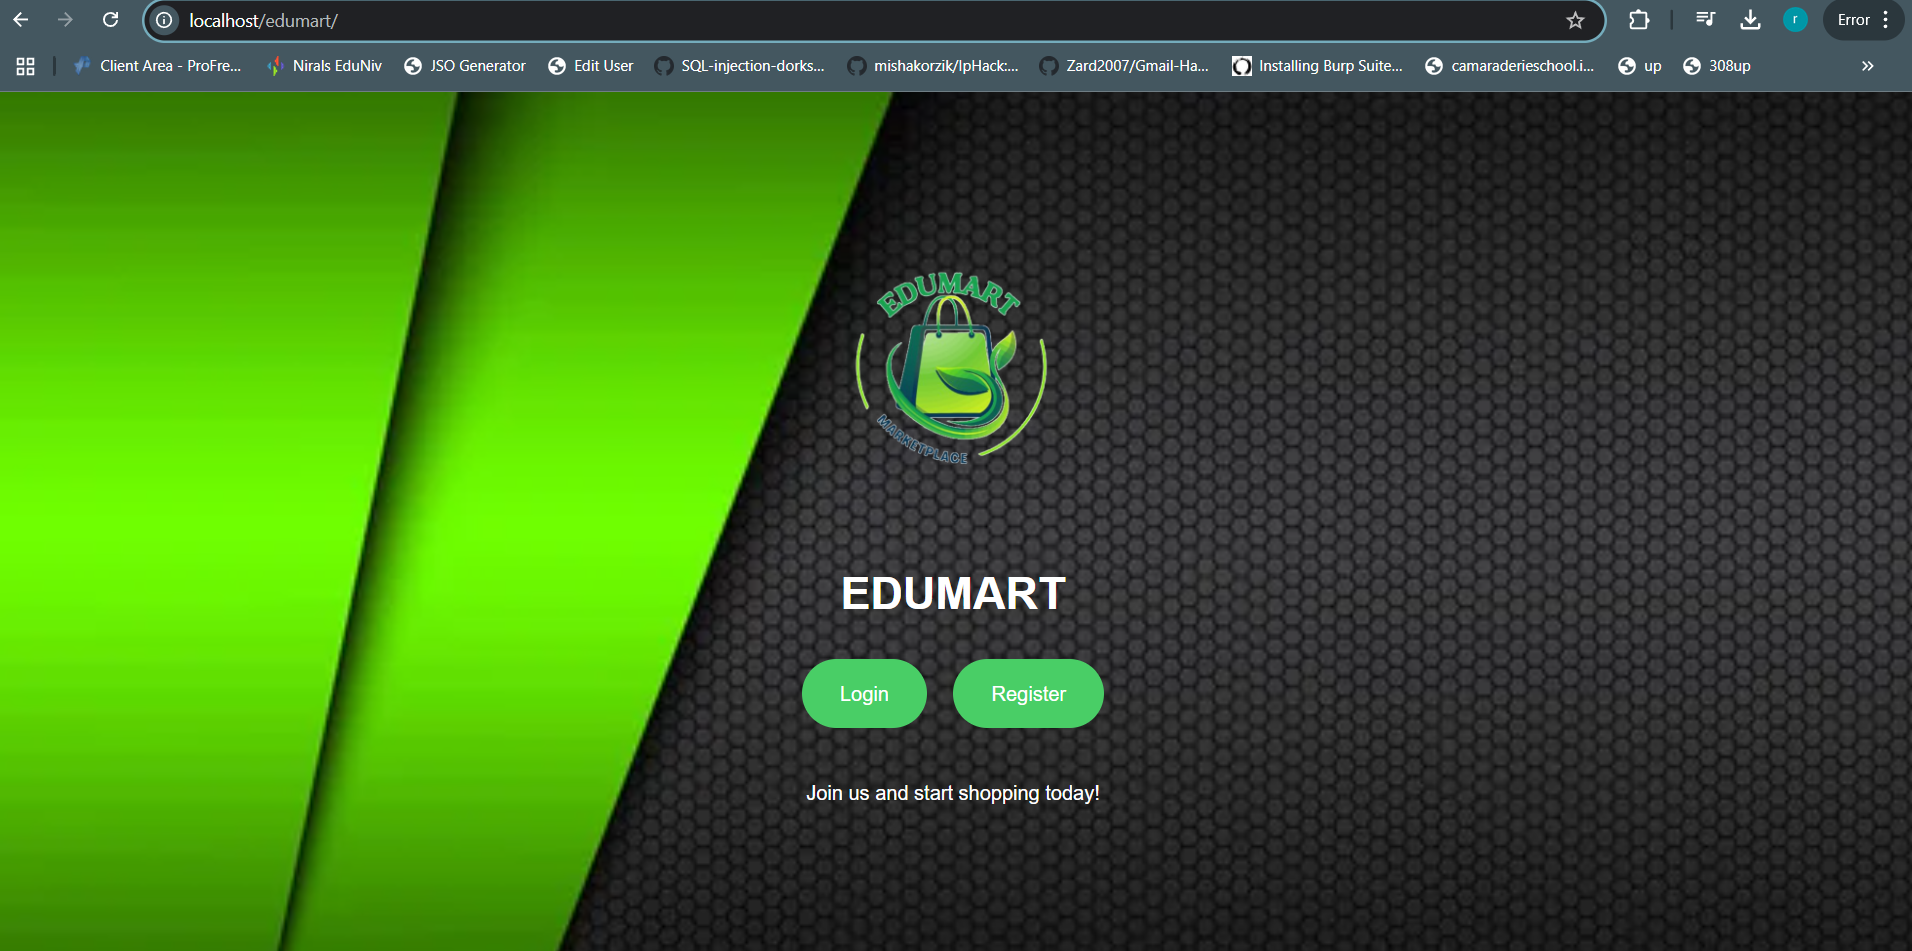 localhost/edumart/
r
Error
Client Area - ProFre...
Nirals EduNiv
JSO Generator
Edit User
SQL-injection-dorks...
mishakorzik/IpHack:...
Zard2007/Gmail-Ha...
Installing Burp Suite...
camaraderieschool.i...
up
308up
EDUMART
MARKETPLACE
EDUMART
Login
Register
Join us and start shopping today!